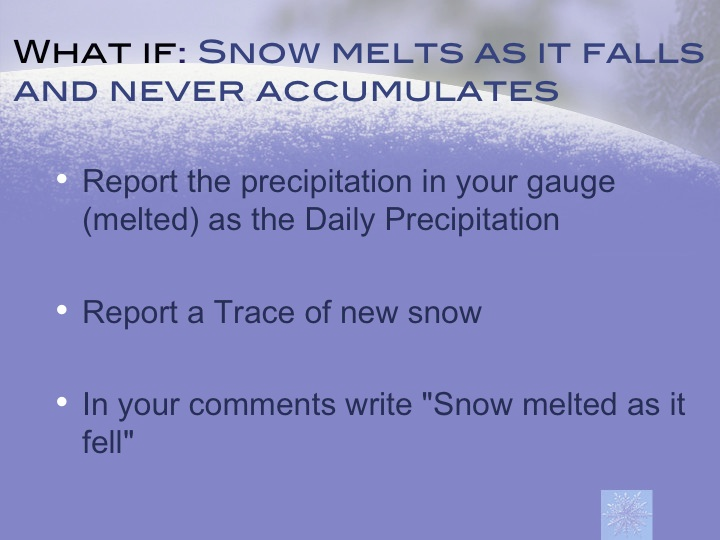 What if: Snow melts as it falls
and never accumulates
• Report the precipitation in your gauge
(melted) as the Daily Precipitation
• Report a Trace of new snow
• In your comments write "Snow melted as it
fell"